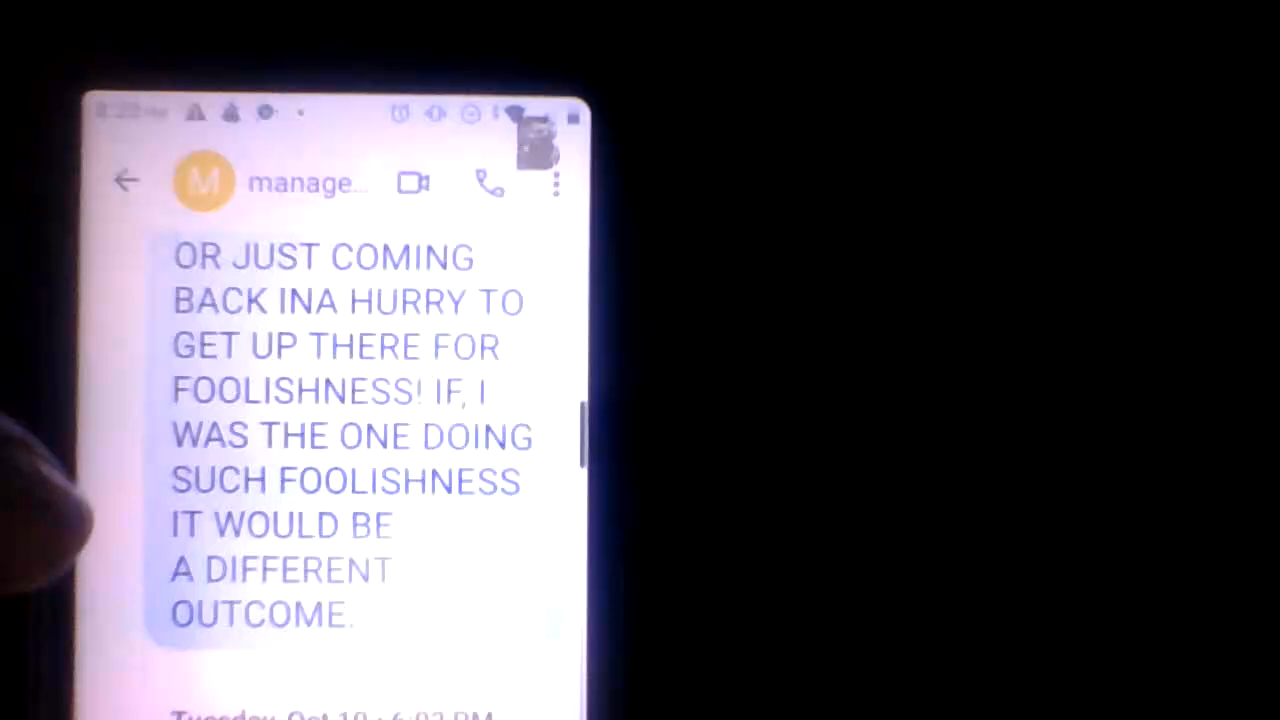 M manage...
OR JUST COMING
BACK INA HURRY TO
GET UP THERE FOR
FOOLISHNESS! IF, I
WAS THE ONE DOING
SUCH FOOLISHNESS
IT WOULD BE
A DIFFERENT
OUTCOME.
Tuesday, Oct 10 • 6:02 PM